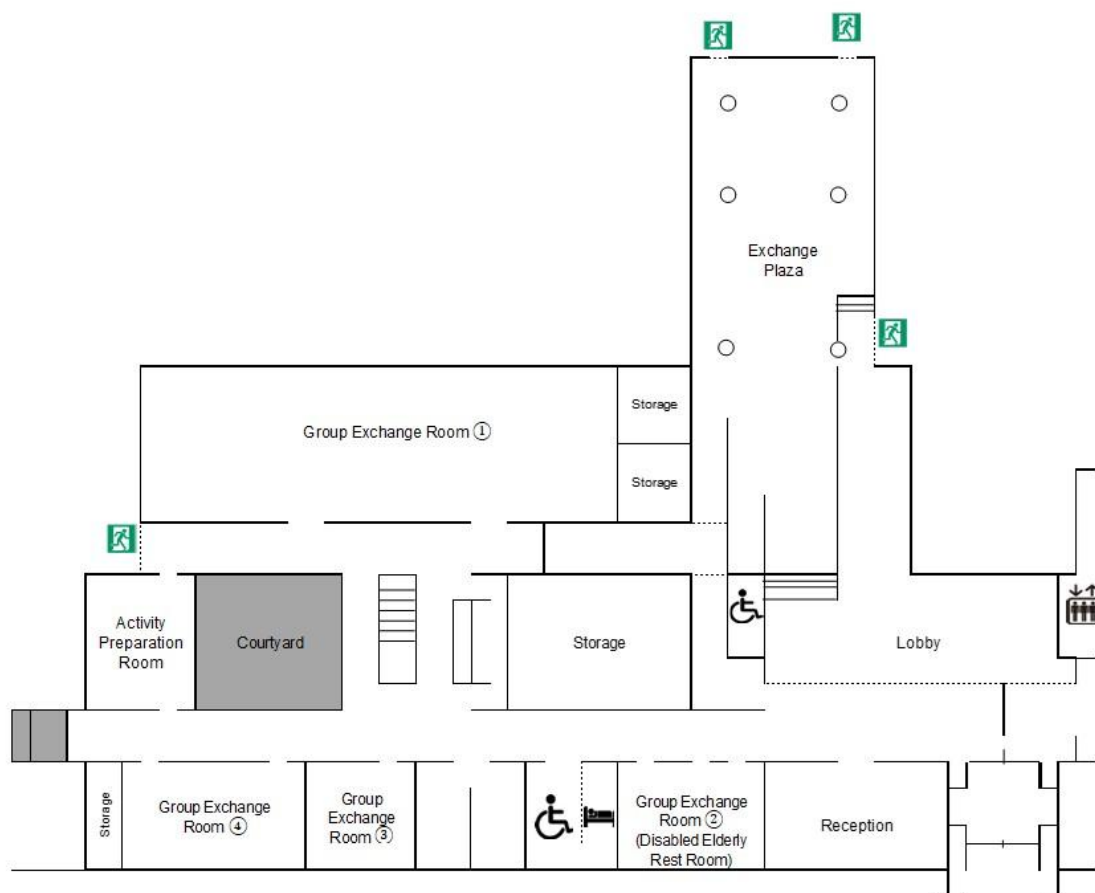 Exchange
Plaza
Storage
Group Exchange Room ①
Storage
Activity
Preparation
Room
Courtyard
Storage
Lobby
Storage
Group Exchange
Room ④
Group
Exchange
Room ③
Group Exchange
Room ②
(Disabled Elderly
Rest Room)
Reception